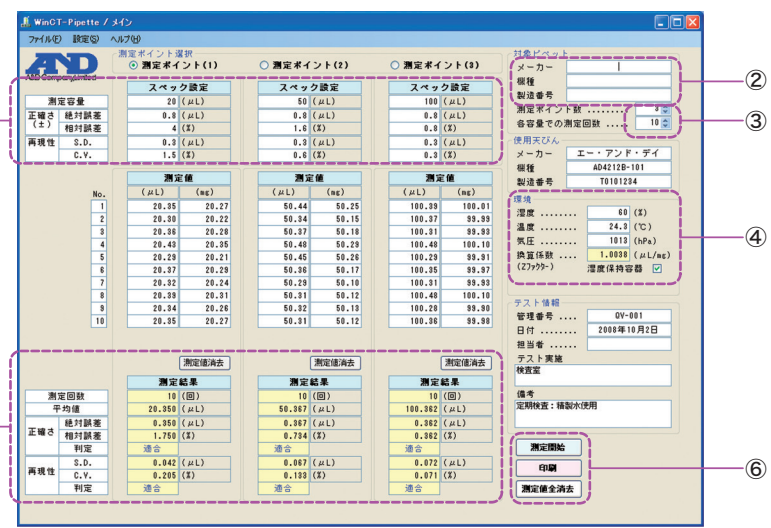 WinCT-Pipette / メイン
ファイル(F) 設定(S) ヘルプ(H)
AND
A&D Company,Limited
測定ポイント選択
測定ポイント(1) 測定ポイント(2) 測定ポイント(3)
スペック設定 スペック設定 スペック設定
測定容量 20 (μL) 50 (μL) 100 (μL)
正確さ(±) 絶対誤差 0.8 (μL) 0.8 (μL) 0.8 (μL)
相対誤差 4 (%) 1.6 (%) 0.8 (%)
再現性 S.D. 0.3 (μL) 0.3 (μL) 0.3 (μL)
C.V. 1.5 (%) 0.6 (%) 0.3 (%)
測定値 測定値 測定値
No. (μL) (mg) (μL) (mg) (μL) (mg)
1 20.35 20.27 50.44 50.25 100.39 100.01
2 20.30 20.22 50.34 50.15 100.37 99.99
3 20.36 20.28 50.37 50.18 100.31 99.93
4 20.43 20.35 50.48 50.29 100.48 100.10
5 20.29 20.21 50.45 50.26 100.29 99.91
6 20.37 20.29 50.36 50.17 100.35 99.97
7 20.32 20.24 50.29 50.10 100.31 99.93
8 20.39 20.31 50.31 50.12 100.48 100.10
9 20.34 20.26 50.32 50.13 100.28 99.90
10 20.35 20.27 50.31 50.12 100.36 99.98
測定値消去 測定値消去 測定値消去
測定結果 測定結果 測定結果
測定回数 10 (回) 10 (回) 10 (回)
平均値 20.350 (μL) 50.367 (μL) 100.362 (μL)
正確さ 絶対誤差 0.350 (μL) 0.367 (μL) 0.362 (μL)
相対誤差 1.750 (%) 0.734 (%) 0.362 (%)
判定 適合 適合 適合
再現性 S.D. 0.042 (μL) 0.067 (μL) 0.072 (μL)
C.V. 0.205 (%) 0.133 (%) 0.071 (%)
判定 適合 適合 適合
対象ピペット
メーカー
機種
製造番号
②
測定ポイント数 ..... 3
各容量での測定回数 ..... 10
③
使用天びん
メーカー エー・アンド・デイ
機種 AD4212B-101
製造番号 T0101234
環境
湿度 ........ 60 (%)
温度 ........ 24.3 (℃)
気圧 ........ 1013 (hPa)
換算係数 .... 1.0038 (μL/mg)
(Zファクター) 湿度保持容器
④
テスト情報
管理番号 .... QV-001
日付 ........ 2008年10月2日
担当者 ......
テスト実施
検査室
備考
定期検査:精製水使用
測定開始
印刷
測定値全消去
⑥